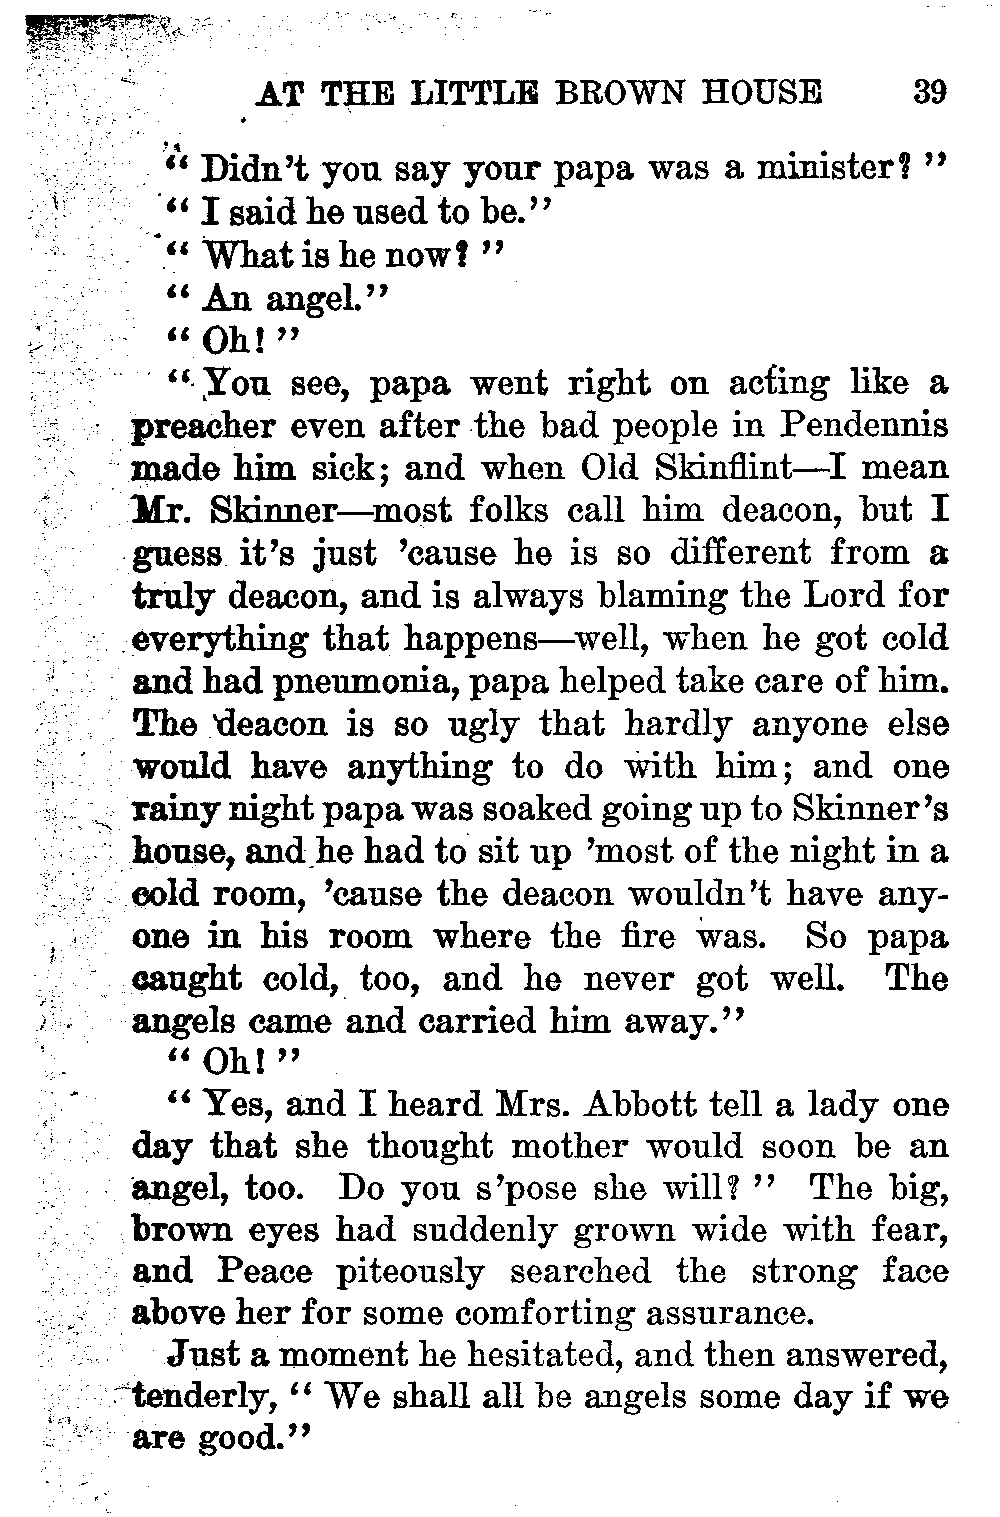 AT THE LITTLE BROWN HOUSE 39
“ Didn’t you say your papa was a minister? ”
“ I said he used to be.”
“ What is he now? ”
“ An angel.”
“ Oh! ”
“ You see, papa went right on acting like a
preacher even after the bad people in Pendennis
made him sick; and when Old Skinflint—I mean
Mr. Skinner—most folks call him deacon, but I
guess it’s just ’cause he is so different from a
truly deacon, and is always blaming the Lord for
everything that happens—well, when he got cold
and had pneumonia, papa helped take care of him.
The deacon is so ugly that hardly anyone else
would have anything to do with him; and one
rainy night papa was soaked going up to Skinner’s
house, and he had to sit up ’most of the night in a
cold room, ’cause the deacon wouldn’t have any-
one in his room where the fire was. So papa
caught cold, too, and he never got well. The
angels came and carried him away.”
“ Oh! ”
“ Yes, and I heard Mrs. Abbott tell a lady one
day that she thought mother would soon be an
angel, too. Do you s’pose she will? ” The big,
brown eyes had suddenly grown wide with fear,
and Peace piteously searched the strong face
above her for some comforting assurance.
Just a moment he hesitated, and then answered,
tenderly, “ We shall all be angels some day if we
are good.”